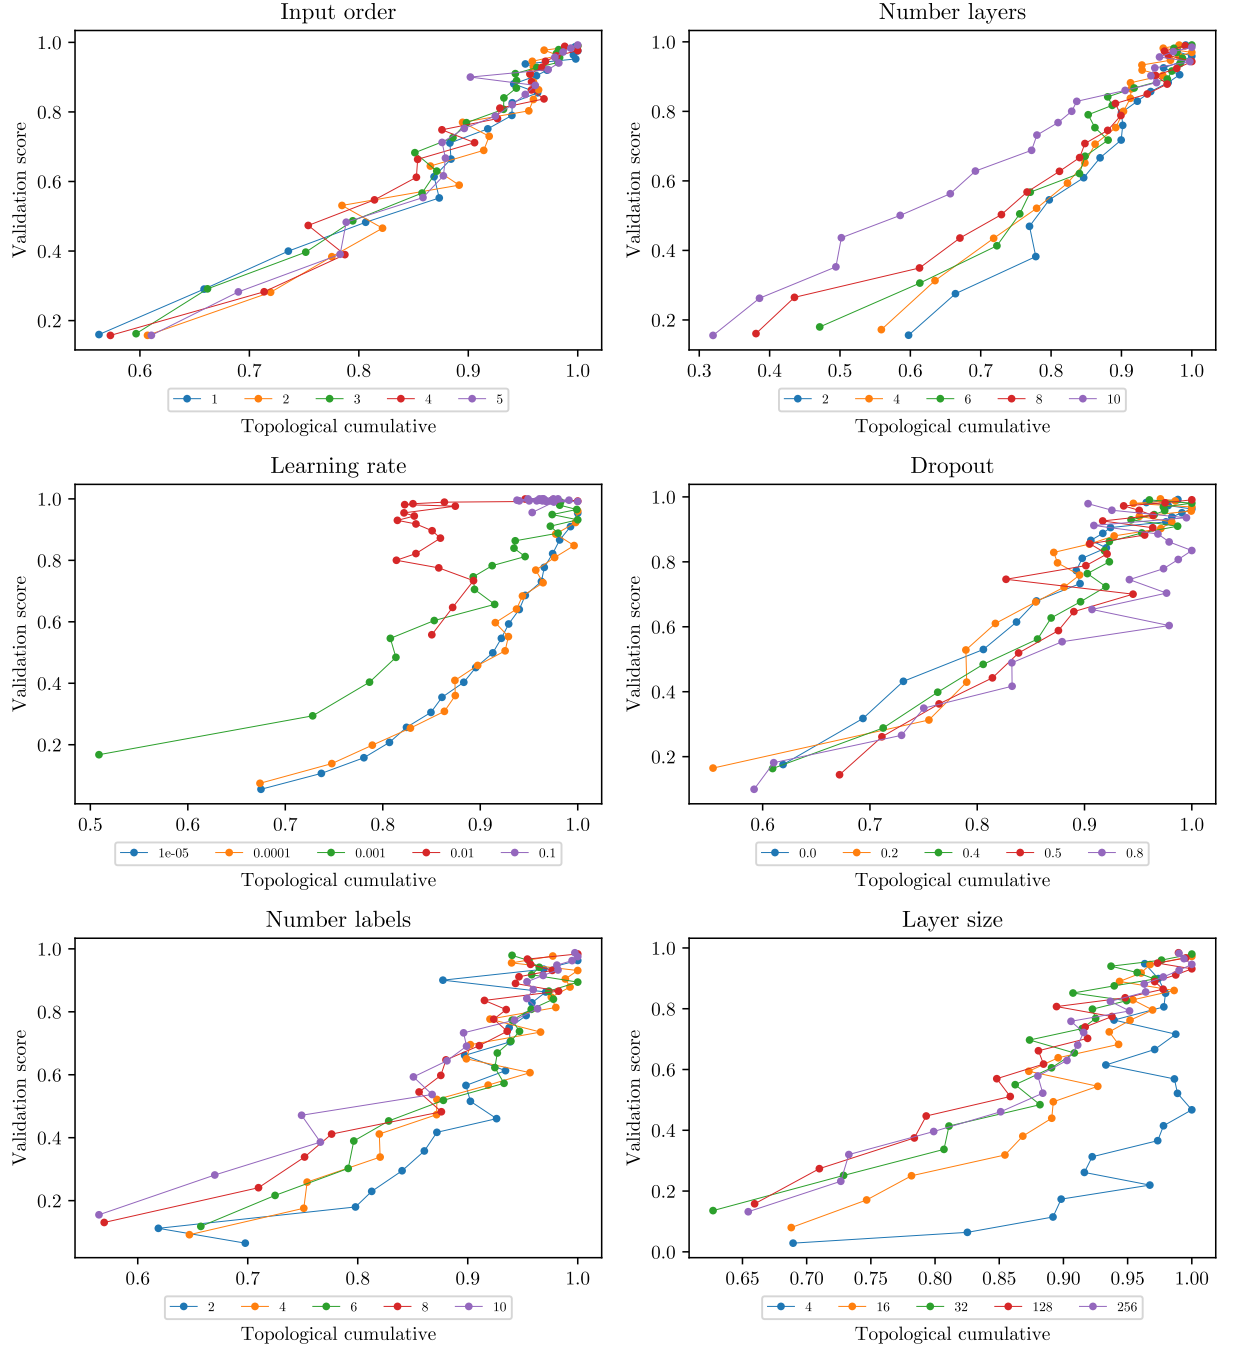 Input order
Number layers
Validation score
1.0
0.8
0.6
0.4
0.2
0.6 0.7 0.8 0.9 1.0
1 2 3 4 5
Topological cumulative
Validation score
1.0
0.8
0.6
0.4
0.2
0.3 0.4 0.5 0.6 0.7 0.8 0.9 1.0
2 4 6 8 10
Topological cumulative
Learning rate
Dropout
Validation score
1.0
0.8
0.6
0.4
0.2
0.5 0.6 0.7 0.8 0.9 1.0
1e-05 0.0001 0.001 0.01 0.1
Topological cumulative
Validation score
1.0
0.8
0.6
0.4
0.2
0.6 0.7 0.8 0.9 1.0
0.0 0.2 0.4 0.5 0.8
Topological cumulative
Number labels
Layer size
Validation score
1.0
0.8
0.6
0.4
0.2
0.6 0.7 0.8 0.9 1.0
2 4 6 8 10
Topological cumulative
Validation score
1.0
0.8
0.6
0.4
0.2
0.0
0.65 0.70 0.75 0.80 0.85 0.90 0.95 1.00
4 16 32 128 256
Topological cumulative